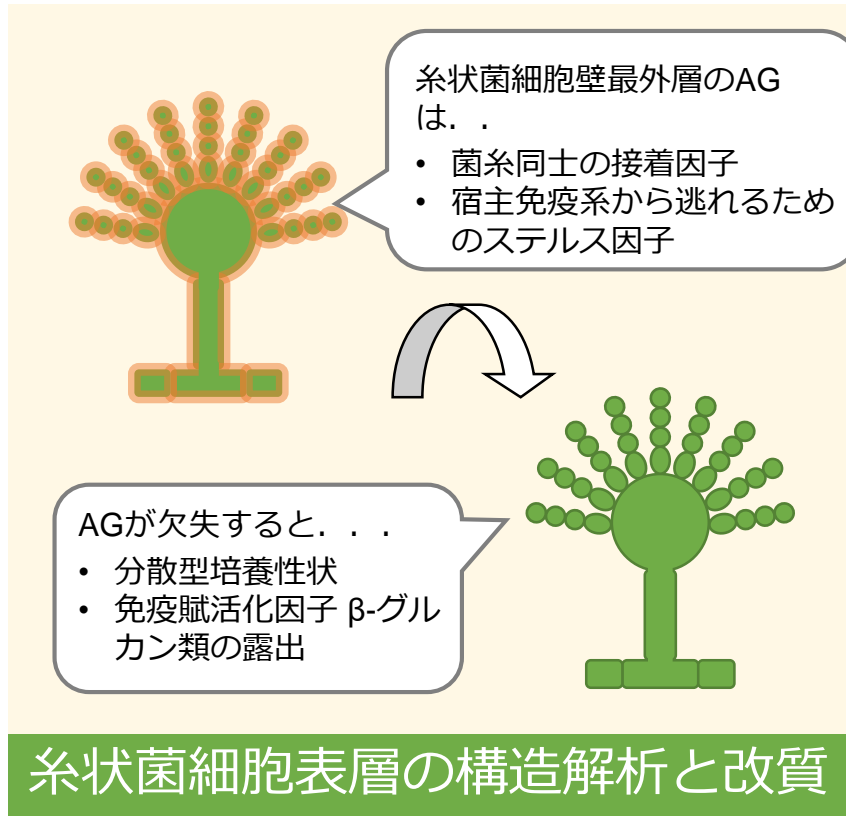 糸状菌細胞壁最外層のAG
は．．
• 菌糸同士の接着因子
• 宿主免疫系から逃れるため
のステルス因子
AGが欠失すると．．．
• 分散型培養性状
• 免疫賦活化因子 β-グル
カン類の露出
糸状菌細胞表層の構造解析と改質